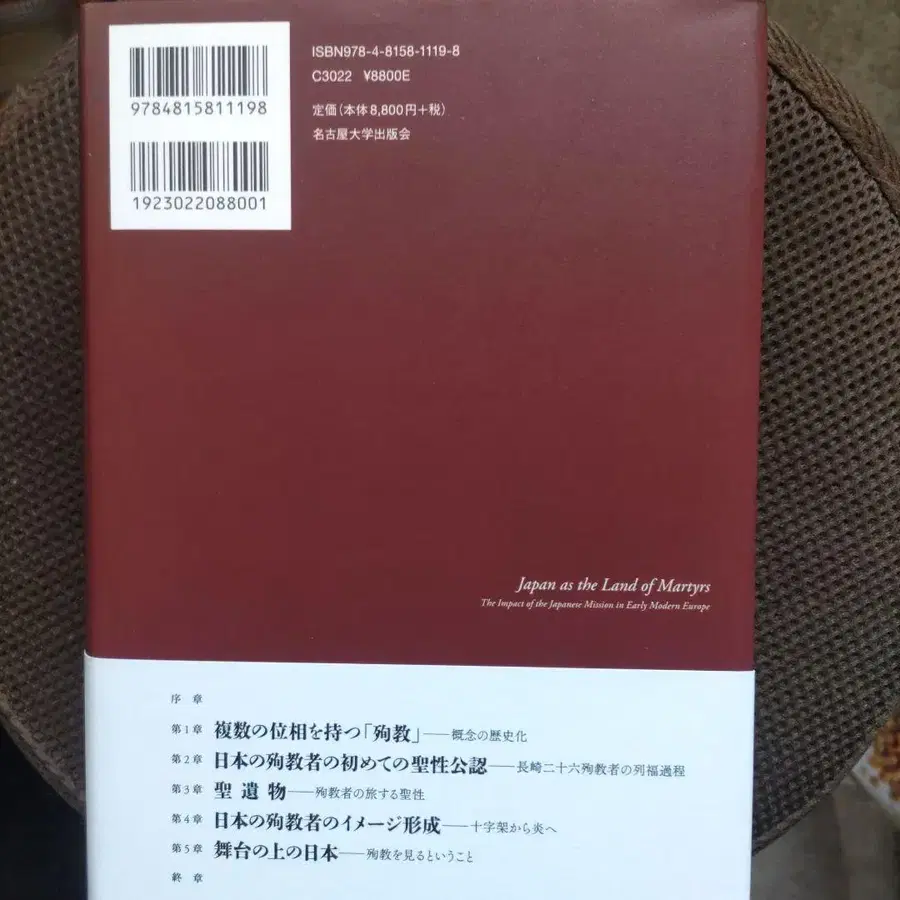 9784815811198
1923022088001
ISBN978-4-8158-1119-8
C3022 ¥8800E
定価(本体8,800円+税)
名古屋大学出版会
Japan as the Land of Martyrs
The Impact of the Japanese Mission in Early Modern Europe
序 章
第1章 複数の位相を持つ「殉教」――概念の歴史化
第2章 日本の殉教者の初めての聖性公認――長崎二十六殉教者の列福過程
第3章 聖遺物――殉教者の旅する聖性
第4章 日本の殉教者のイメージ形成――十字架から炎へ
第5章 舞台の上の日本――殉教を見るということ
終 章